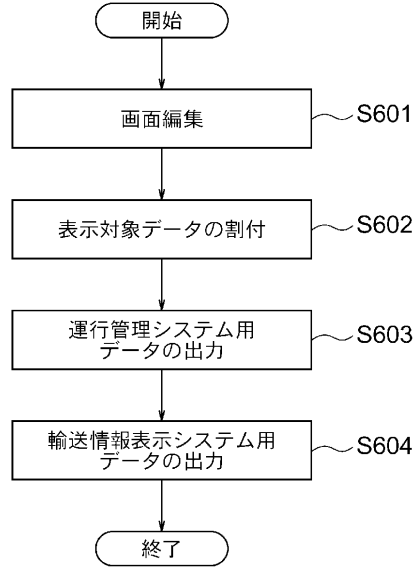 開始
画面編集
S601
表示対象データの割付
S602
運行管理システム用
データの出力
S603
輸送情報表示システム用
データの出力
S604
終了